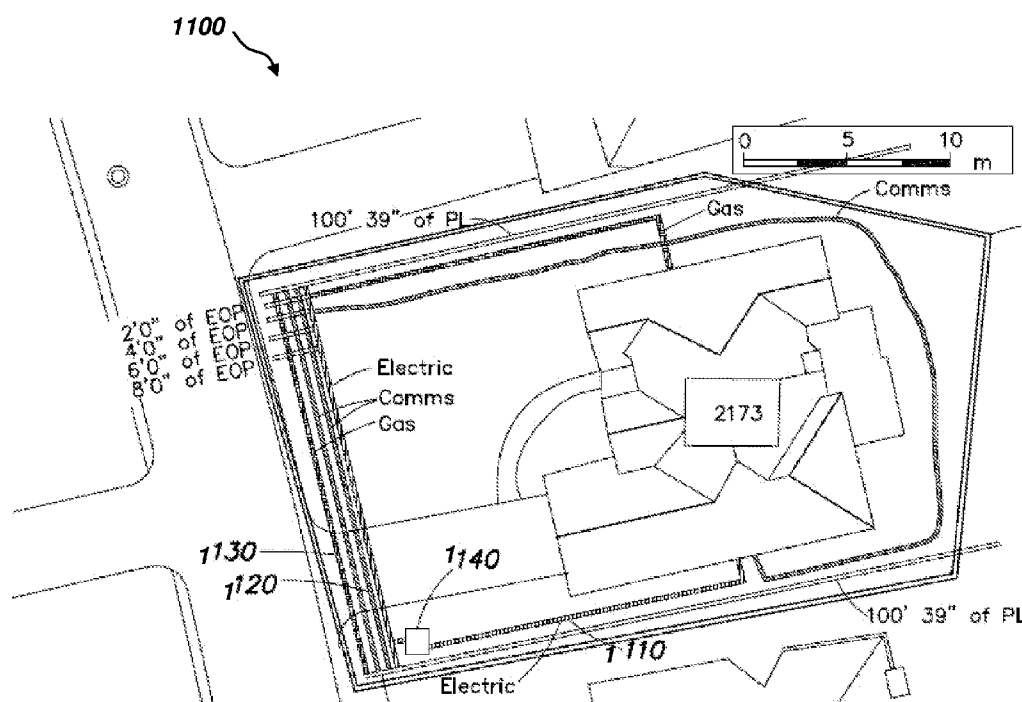 1100
0 5 10
m
Comms
Gas
100' 39" of PL
2'0" of EOP
4'0" of EOP
6'0" of EOP
8'0" of EOP
Electric
Comms
Gas
2173
1130
1120
1140
100' 39" of PL
1110
Electric